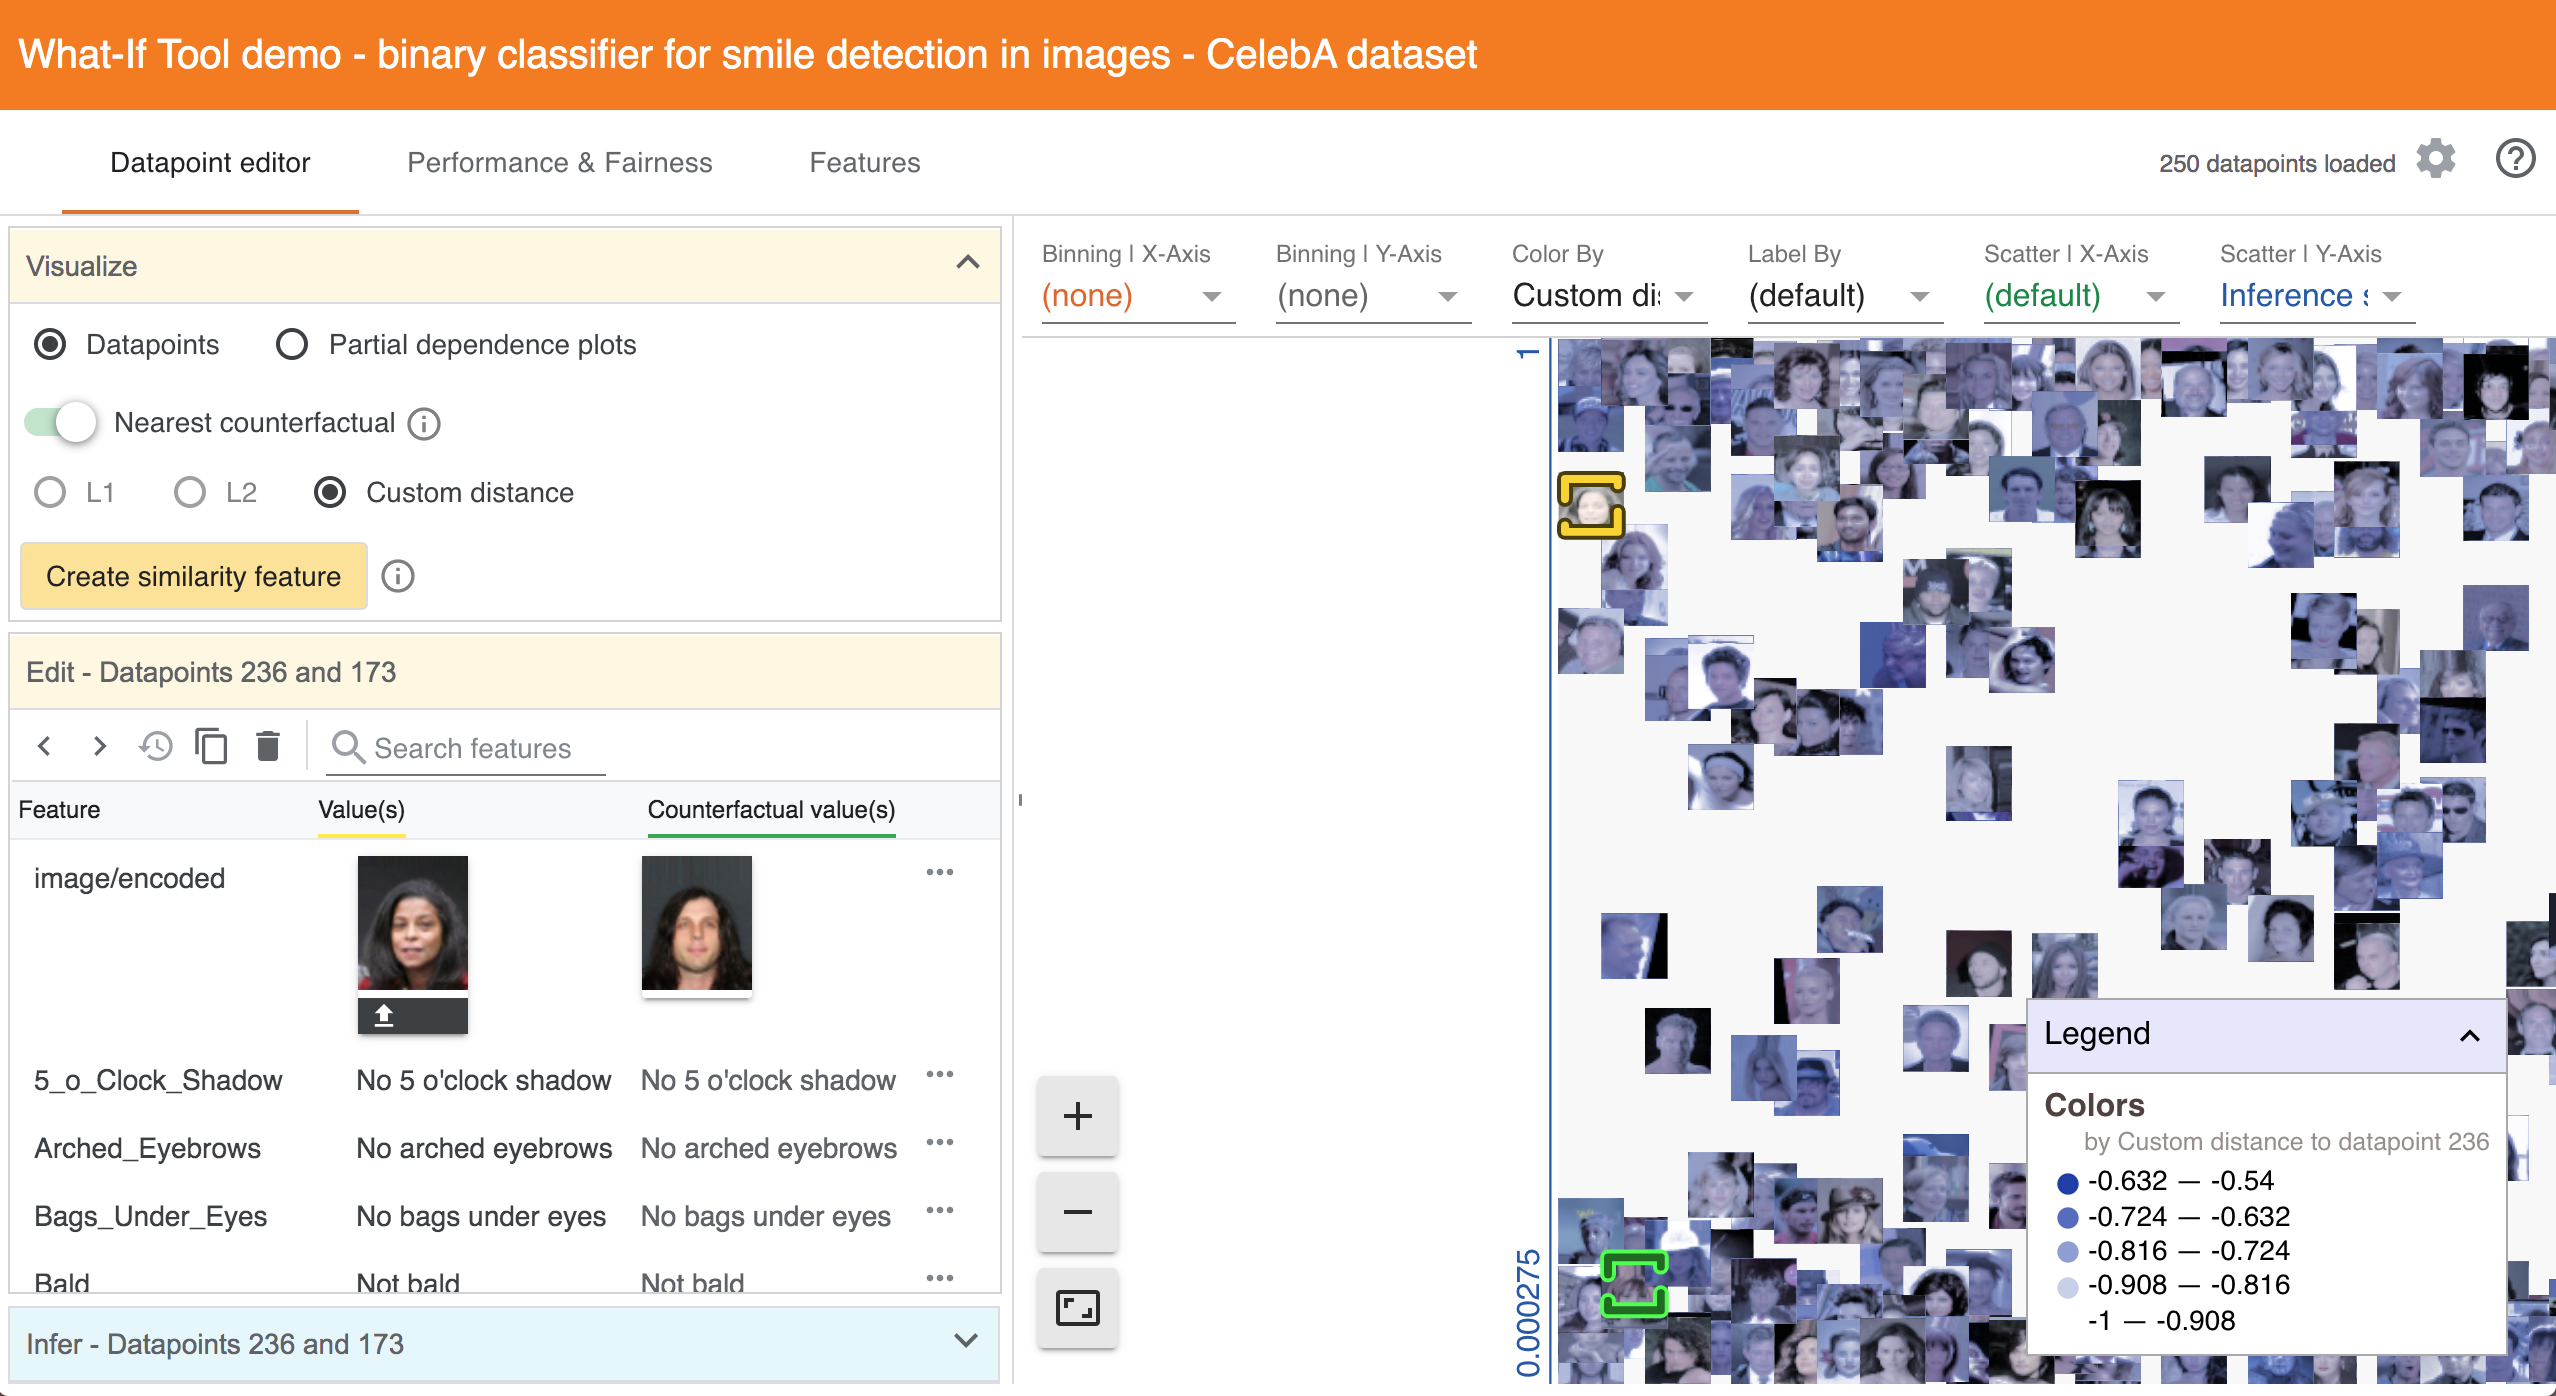 What-If Tool demo - binary classifier for smile detection in images - CelebA dataset
Datapoint editor Performance & Fairness Features 250 datapoints loaded
Visualize
Datapoints Partial dependence plots
Nearest counterfactual
L1 L2 Custom distance
Create similarity feature
Edit - Datapoints 236 and 173
Search features
Feature Value(s) Counterfactual value(s)
image/encoded
5_o_Clock_Shadow No 5 o'clock shadow No 5 o'clock shadow
Arched_Eyebrows No arched eyebrows No arched eyebrows
Bags_Under_Eyes No bags under eyes No bags under eyes
Bald Not bald Not bald
Infer - Datapoints 236 and 173
Binning | X-Axis Binning | Y-Axis Color By Label By Scatter | X-Axis Scatter | Y-Axis
(none) (none) Custom di (default) (default) Inference s
1
0.000275
Legend
Colors
by Custom distance to datapoint 236
-0.632 — -0.54
-0.724 — -0.632
-0.816 — -0.724
-0.908 — -0.816
-1 — -0.908